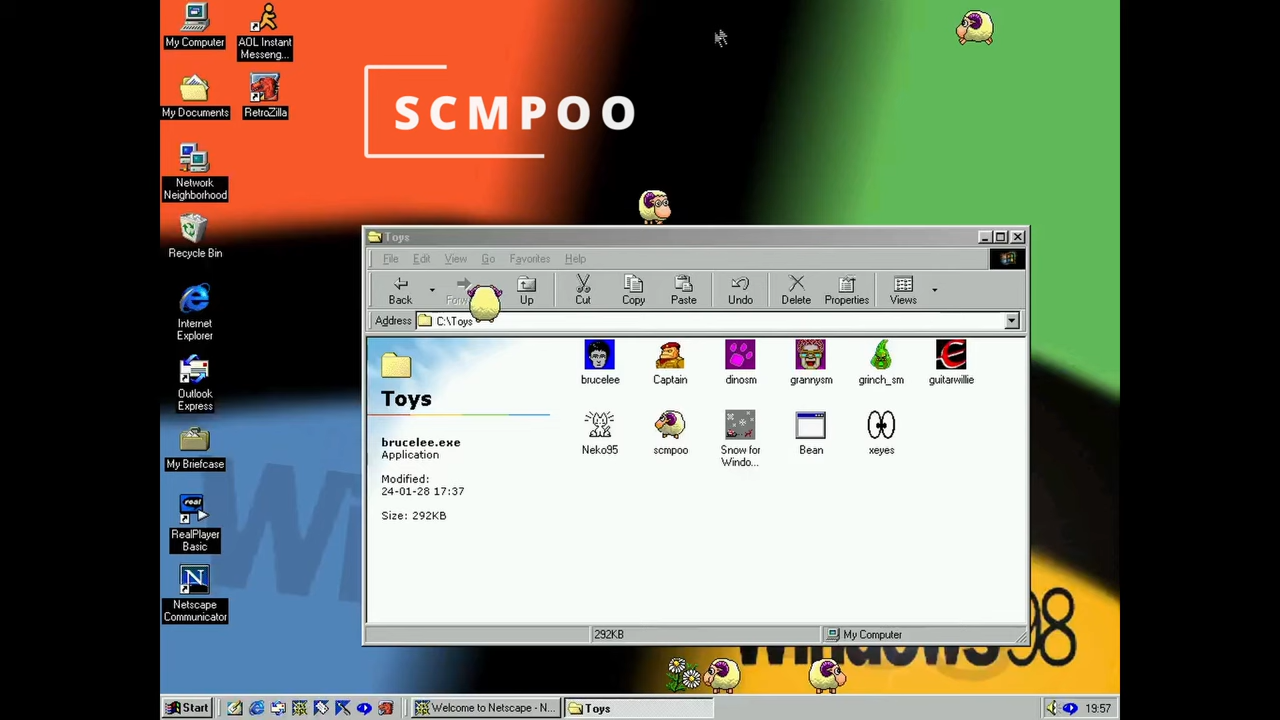 My Computer
AOL Instant
Messeng...
SCMPOO
My Documents
RetroZilla
Network
Neighborhood
Recycle Bin
Internet
Explorer
Outlook
Express
My Briefcase
real
RealPlayer
Basic
N
Netscape
Communicator
Toys
File Edit View Go Favorites Help
Back Forw Up Cut Copy Paste Undo Delete Properties Views
Address C:\Toys
Toys
brucelee.exe
Application
Modified:
24-01-28 17:37
Size: 292KB
brucelee Captain dinosm grannysm grinch_sm guitarwillie
Neko95 scmpoo Snow for
Windo... Bean xeyes
292KB My Computer
Windows 98
Start Welcome to Netscape - N... Toys 19:57